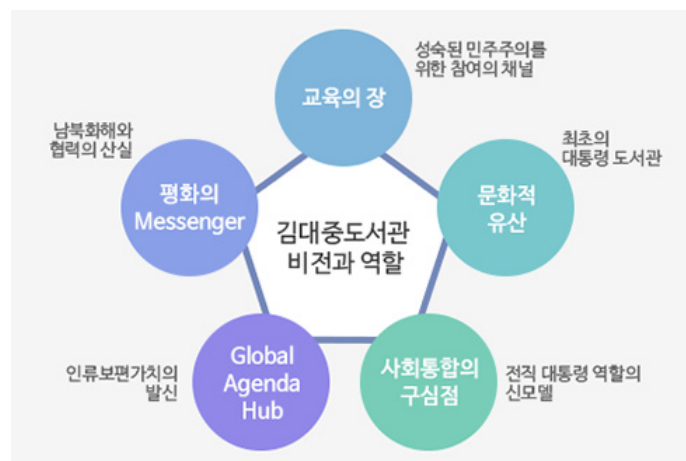 교육의 장
성숙된 민주주의를
위한 참여의 채널
남북화해와
협력의 산실
평화의
Messenger
최초의
대통령 도서관
문화적
유산
김대중도서관
비전과 역할
인류보편가치의
발신
Global
Agenda
Hub
사회통합의
구심점
전직 대통령 역할의
신모델